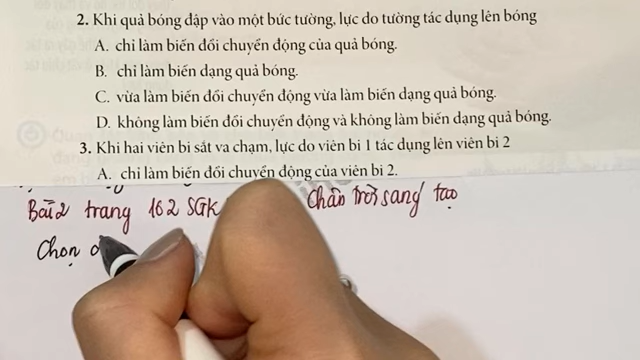 2. Khi quả bóng đập vào một bức tường, lực do tường tác dụng lên bóng
A. chỉ làm biến đổi chuyển động của quả bóng.
B. chỉ làm biến dạng quả bóng.
C. vừa làm biến đổi chuyển động vừa làm biến dạng quả bóng.
D. không làm biến đổi chuyển động và không làm biến dạng quả bóng.
3. Khi hai viên bi sắt va chạm, lực do viên bi 1 tác dụng lên viên bi 2
A. chỉ làm biến đổi chuyển động của viên bi 2.
Bài 2 trang 162 SGK Chân trời sáng tạo
Chọn